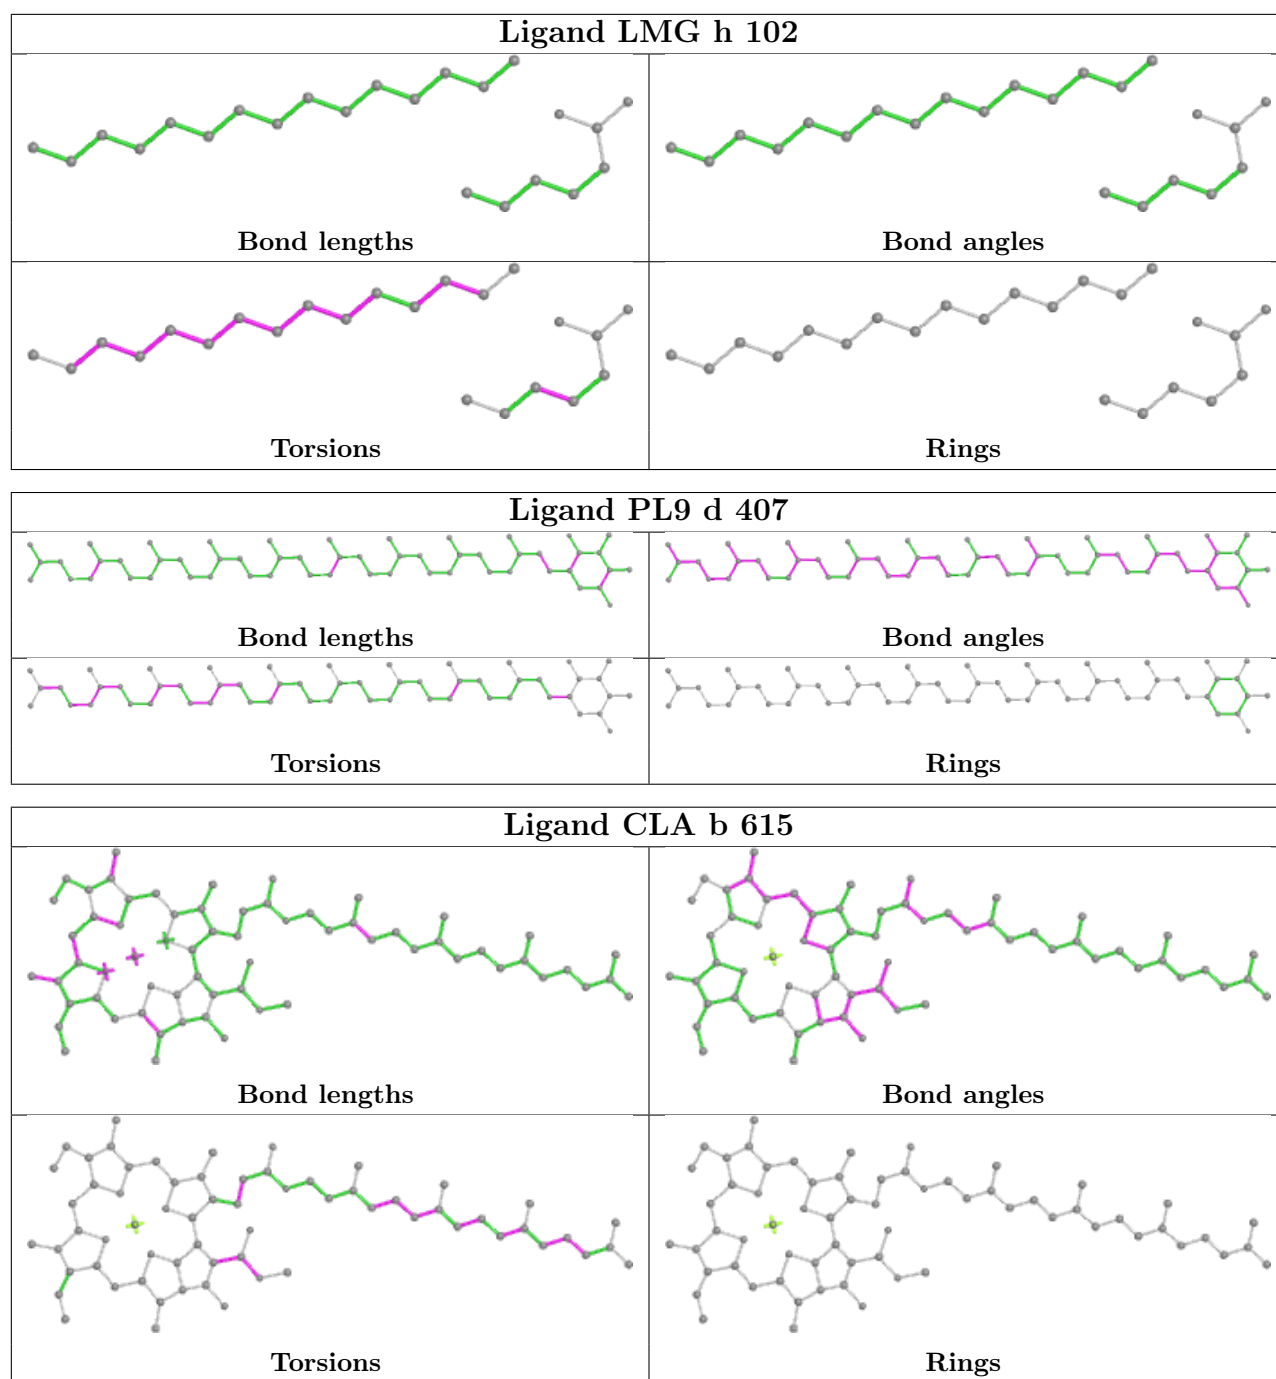 Ligand LMG h 102
Bond lengths
Bond angles
Torsions
Rings
Ligand PL9 d 407
Bond lengths
Bond angles
Torsions
Rings
Ligand CLA b 615
Bond lengths
Bond angles
Torsions
Rings